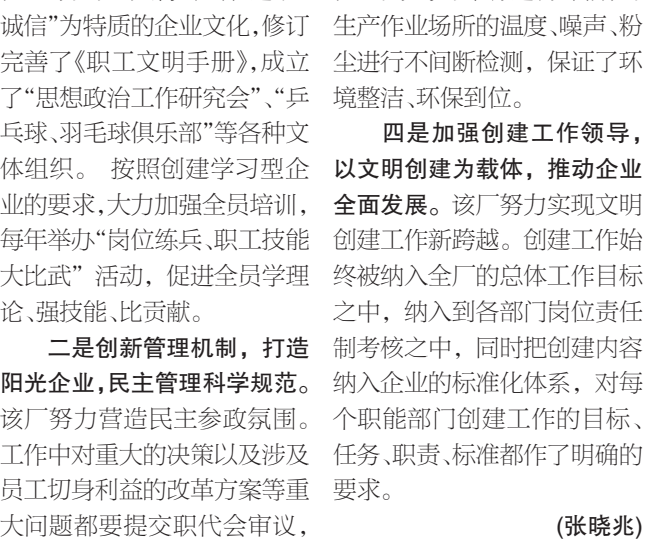 诚信”为特质的企业文化,修订
完善了《职工文明手册》,成立
了“思想政治工作研究会”、“乒
乓球、羽毛球俱乐部”等各种文
体组织。 按照创建学习型企
业的要求,大力加强全员培训,
每年举办“岗位练兵、职工技能
大比武” 活动, 促进全员学理
论、强技能、比贡献。
二是创新管理机制, 打造
阳光企业,民主管理科学规范。
该厂努力营造民主参政氛围。
工作中对重大的决策以及涉及
员工切身利益的改革方案等重
大问题都要提交职代会审议,
生产作业场所的温度、噪声、粉
尘进行不间断检测, 保证了环
境整洁、环保到位。
四是加强创建工作领导,
以文明创建为载体, 推动企业
全面发展。该厂努力实现文明
创建工作新跨越。创建工作始
终被纳入全厂的总体工作目标
之中, 纳入到各部门岗位责任
制考核之中, 同时把创建内容
纳入企业的标准化体系, 对每
个职能部门创建工作的目标、
任务、职责、标准都作了明确的
要求。
(张晓兆)